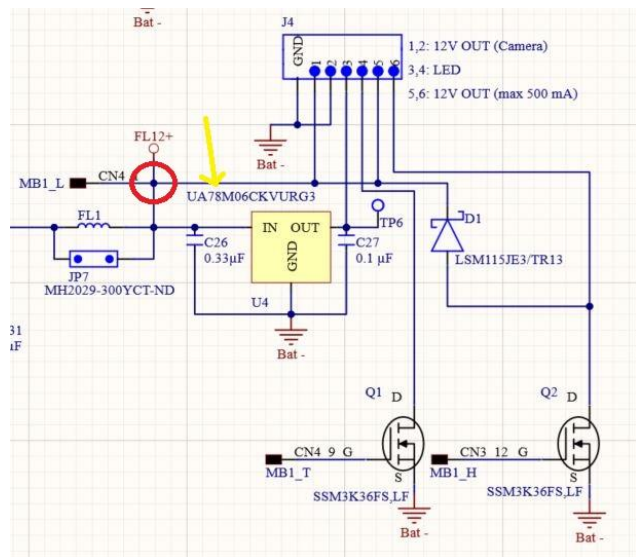 Bat -
J4
GND 1 2 3 4 5 6
1,2: 12V OUT (Camera)
3,4: LED
5,6: 12V OUT (max 500 mA)
Bat -
FL12+
MB1_L CN4
UA78M06CKVURG3
FL1
JP7
MH2029-300YCT-ND
C26
0.33µF
IN OUT
GND
U4
TP6
C27
0.1 µF
D1
LSM115JE3/TR13
31
µF
Bat -
Q1 D
CN4 9 G
MB1_T
S
SSM3K36FS,LF
Bat -
Q2 D
CN3 12 G
MB1_H
S
SSM3K36FS,LF
Bat -